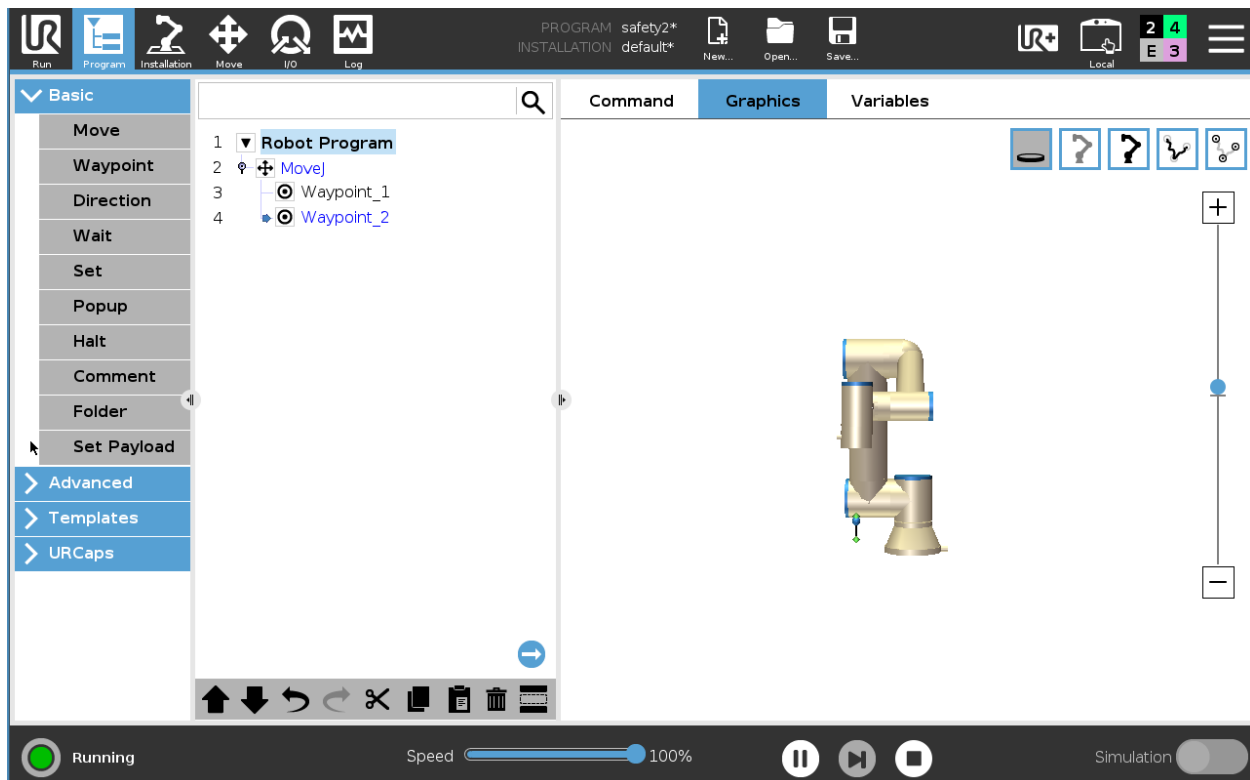 PROGRAM safety2*
INSTALLATION default*
Run
Program
Installation
Move
I/O
Log
New...
Open...
Save...
UR+
Local
2 4
E 3
Basic
Move
Waypoint
Direction
Wait
Set
Popup
Halt
Comment
Folder
Set Payload
Advanced
Templates
URCaps
1 Robot Program
2 MoveJ
3 Waypoint_1
4 Waypoint_2
Command
Graphics
Variables
Running
Speed
100%
Simulation